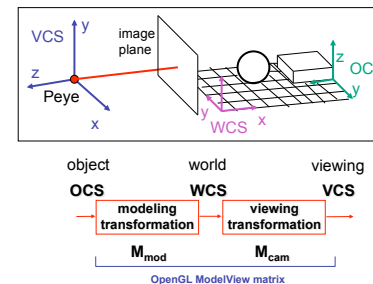 VCS
image
plane
y
z
Peye
x
z
OC
y
y
WCS
x
object
world
viewing
OCS
WCS
VCS
modeling
transformation
viewing
transformation
Mmod
Mcam
OpenGL ModelView matrix